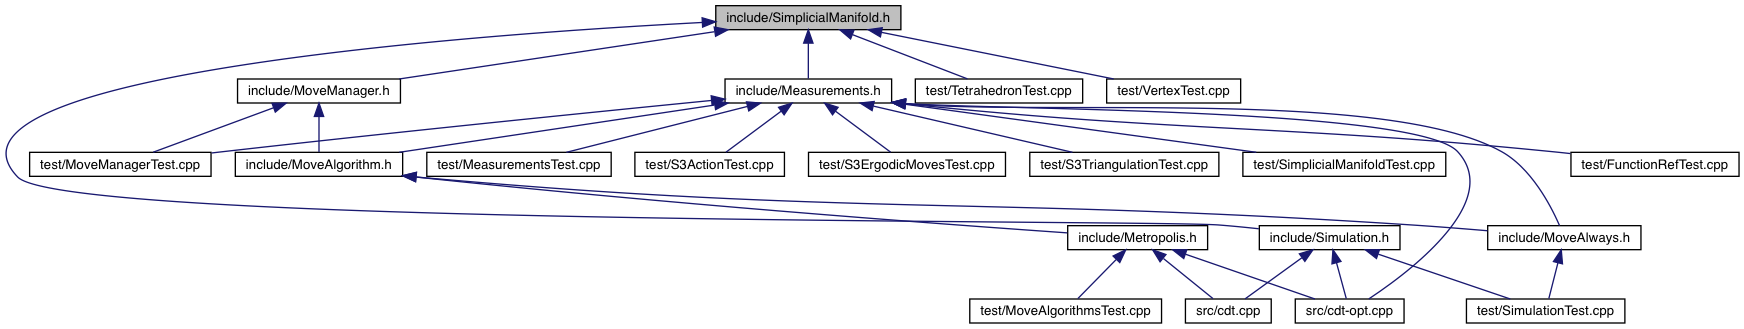 include/SimplicialManifold.h
include/MoveManager.h
include/Measurements.h
test/TetrahedronTest.cpp
test/VertexTest.cpp
test/MoveManagerTest.cpp
include/MoveAlgorithm.h
test/MeasurementsTest.cpp
test/S3ActionTest.cpp
test/S3ErgodicMovesTest.cpp
test/S3TriangulationTest.cpp
test/SimplicialManifoldTest.cpp
test/FunctionRefTest.cpp
include/Metropolis.h
include/Simulation.h
include/MoveAlways.h
test/MoveAlgorithmsTest.cpp
src/cdt.cpp
src/cdt-opt.cpp
test/SimulationTest.cpp